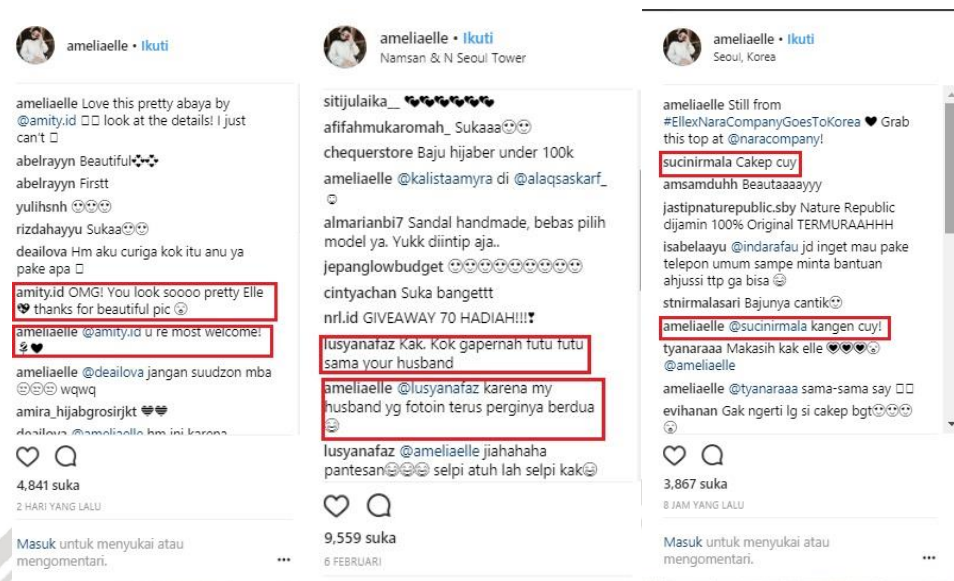 ameliaelle • Ikuti
ameliaelle Love this pretty abaya by
@amity.id look at the details! I just
can't
abelrayyn Beautiful
abelrayyn Firstt
yulihsnh
rizdahayu Sukaa
deailova Hm aku curiga kok itu anu ya
pake apa
amity.id OMG! You look soooo pretty Elle
thanks for beautiful pic
ameliaelle @amity.id u re most welcome!
ameliaelle @deailova jangan suudzon mba
wqwq
amira_hijabgrosirjkt
deailova @ameliaelle hm ini karena
4,841 suka
2 HARI YANG LALU
Masuk untuk menyukai atau
mengomentari.
ameliaelle • Ikuti
Namsan & N Seoul Tower
sitijulaika__
afifahmukaromah_ Sukaaa
chequerstore Baju hijaber under 100k
ameliaelle @kalistaamyra di @alaqsaskarf_
almarianbi7 Sandal handmade, bebas pilih
model ya. Yukk diintip aja..
jepanglowbudget
cintyachan Suka bangettt
nrl.id GIVEAWAY 70 HADIAH!!!
lusyanafaz Kak. Kok gapernah futu futu
sama your husband
ameliaelle @lusyanafaz karena my
husband yg fotoin terus perginya berdua
lusyanafaz @ameliaelle jiahahaha
pantesan selpi atuh lah selpi kak
9,559 suka
6 FEBRUARI
Masuk untuk menyukai atau
mengomentari.
ameliaelle • Ikuti
Seoul, Korea
ameliaelle Still from
#EllexNaraCompanyGoesToKorea Grab
this top at @naracompany!
sucinirmala Cakep cuy
amsamduhh Beautaaaayyy
jastipnaturepublic.sby Nature Republic
dijamin 100% Original TERMURAAHHH
isabelaayu @indarafau jd inget mau pake
telepon umum sampe minta bantuan
ahjussi ttp ga bisa
stnirmalasari Bajunya cantik
ameliaelle @sucinirmala kangen cuy!
tyanaraaa Makasih kak elle
@ameliaelle
ameliaelle @tyanaraaa sama-sama say
evihanan Gak ngerti lg si cakep bgt
3,867 suka
8 JAM YANG LALU
Masuk untuk menyukai atau
mengomentari.